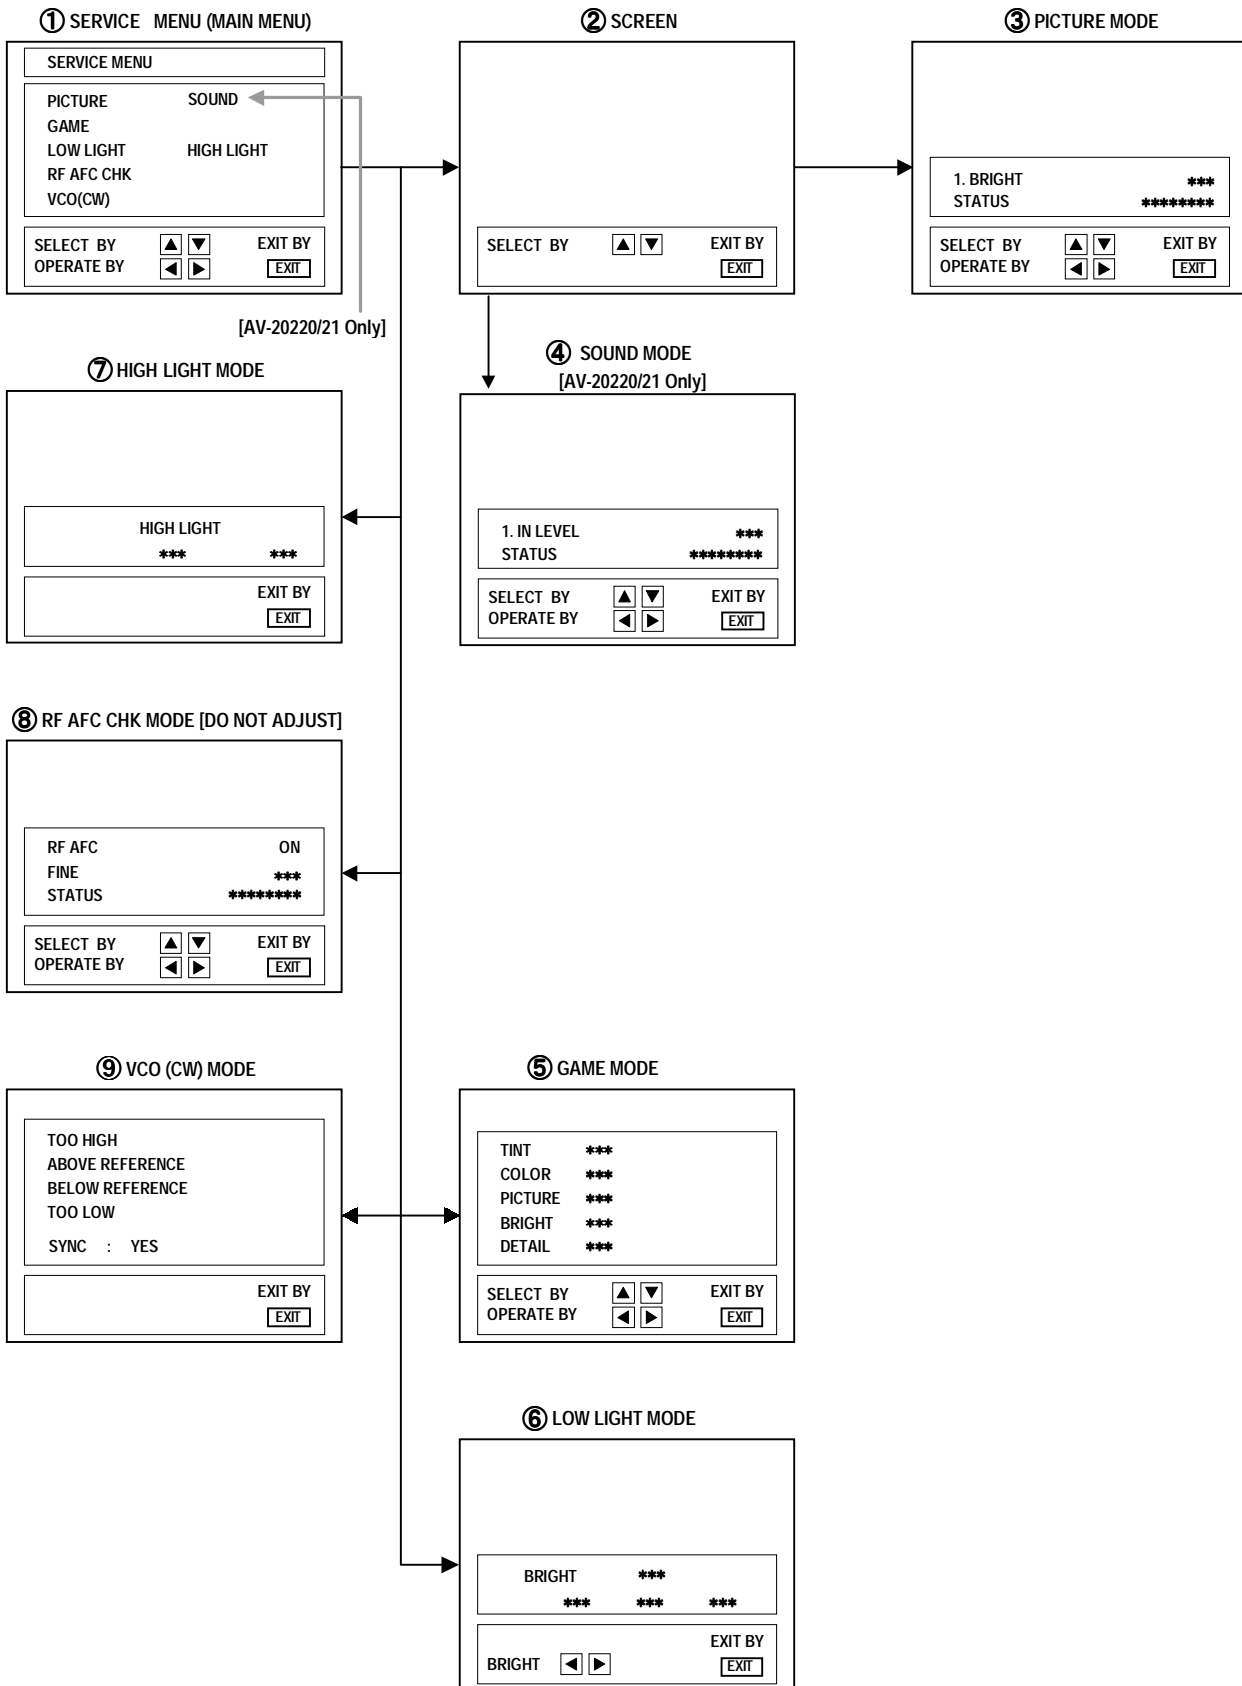 ① SERVICE MENU (MAIN MENU)
SERVICE MENU
PICTURE SOUND
GAME
LOW LIGHT HIGH LIGHT
RF AFC CHK
VCO(CW)
SELECT BY ▲ ▼ EXIT BY
OPERATE BY ◀ ▶ EXIT
[AV-20220/21 Only]
② SCREEN
SELECT BY ▲ ▼ EXIT BY
EXIT
③ PICTURE MODE
1. BRIGHT ***
STATUS ********
SELECT BY ▲ ▼ EXIT BY
OPERATE BY ◀ ▶ EXIT
④ SOUND MODE
[AV-20220/21 Only]
1. IN LEVEL ***
STATUS ********
SELECT BY ▲ ▼ EXIT BY
OPERATE BY ◀ ▶ EXIT
⑦ HIGH LIGHT MODE
HIGH LIGHT
*** ***
EXIT BY
EXIT
⑧ RF AFC CHK MODE [DO NOT ADJUST]
RF AFC ON
FINE ***
STATUS ********
SELECT BY ▲ ▼ EXIT BY
OPERATE BY ◀ ▶ EXIT
⑨ VCO (CW) MODE
TOO HIGH
ABOVE REFERENCE
BELOW REFERENCE
TOO LOW
SYNC : YES
EXIT BY
EXIT
⑤ GAME MODE
TINT ***
COLOR ***
PICTURE ***
BRIGHT ***
DETAIL ***
SELECT BY ▲ ▼ EXIT BY
OPERATE BY ◀ ▶ EXIT
⑥ LOW LIGHT MODE
BRIGHT ***
*** *** ***
EXIT BY
BRIGHT ◀ ▶ EXIT